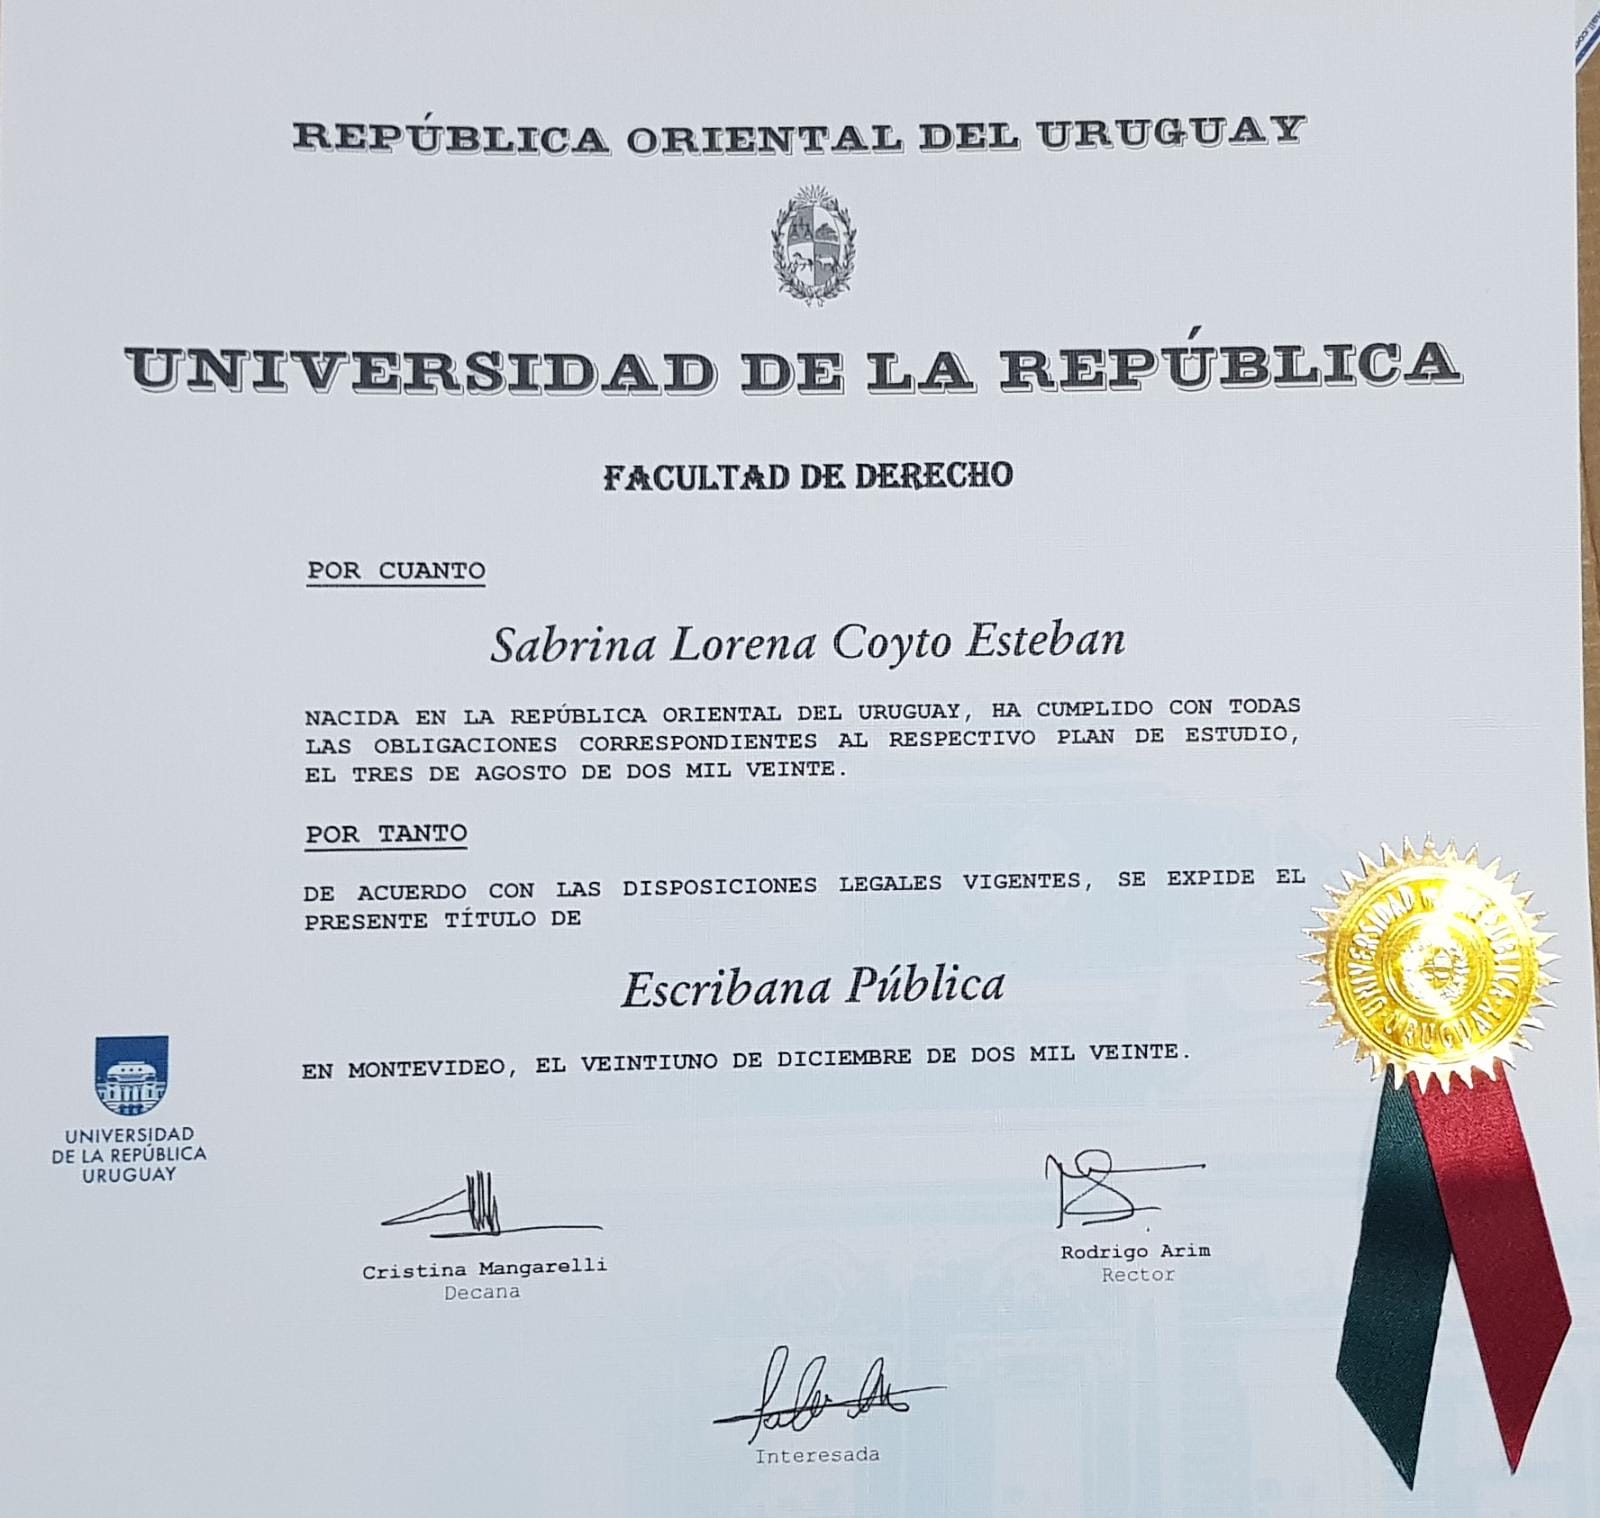 REPÚBLICA ORIENTAL DEL URUGUAY
UNIVERSIDAD DE LA REPÚBLICA
FACULTAD DE DERECHO
POR CUANTO
Sabrina Lorena Coyto Esteban
NACIDA EN LA REPÚBLICA ORIENTAL DEL URUGUAY, HA CUMPLIDO CON TODAS
LAS OBLIGACIONES CORRESPONDIENTES AL RESPECTIVO PLAN DE ESTUDIO,
EL TRES DE AGOSTO DE DOS MIL VEINTE.
POR TANTO
DE ACUERDO CON LAS DISPOSICIONES LEGALES VIGENTES, SE EXPIDE EL
PRESENTE TÍTULO DE
Escribana Pública
EN MONTEVIDEO, EL VEINTIUNO DE DICIEMBRE DE DOS MIL VEINTE.
UNIVERSIDAD
DE LA REPÚBLICA
URUGUAY
UNIVERSIDAD DE LA REPUBLICA
URUGUAY
Cristina Mangarelli
Decana
Rodrigo Arim
Rector
Interesada